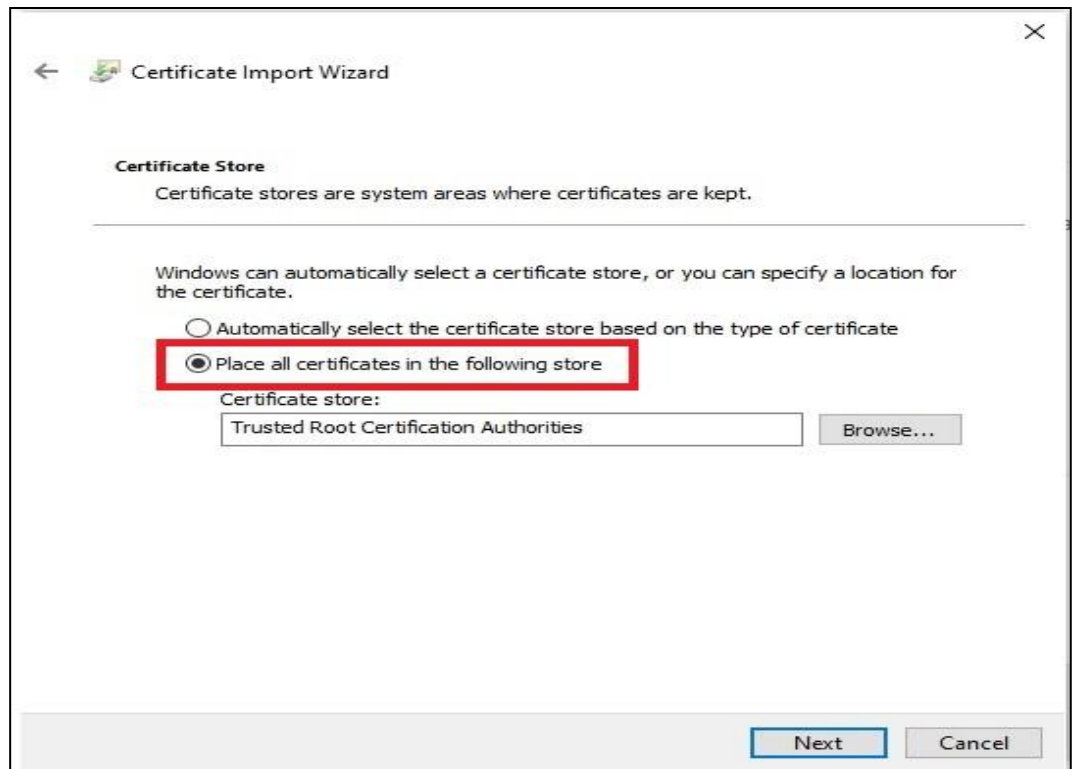 Certificate Import Wizard
Certificate Store
Certificate stores are system areas where certificates are kept.
Windows can automatically select a certificate store, or you can specify a location for
the certificate.
Automatically select the certificate store based on the type of certificate
Place all certificates in the following store
Certificate store:
Trusted Root Certification Authorities
Browse...
Next
Cancel